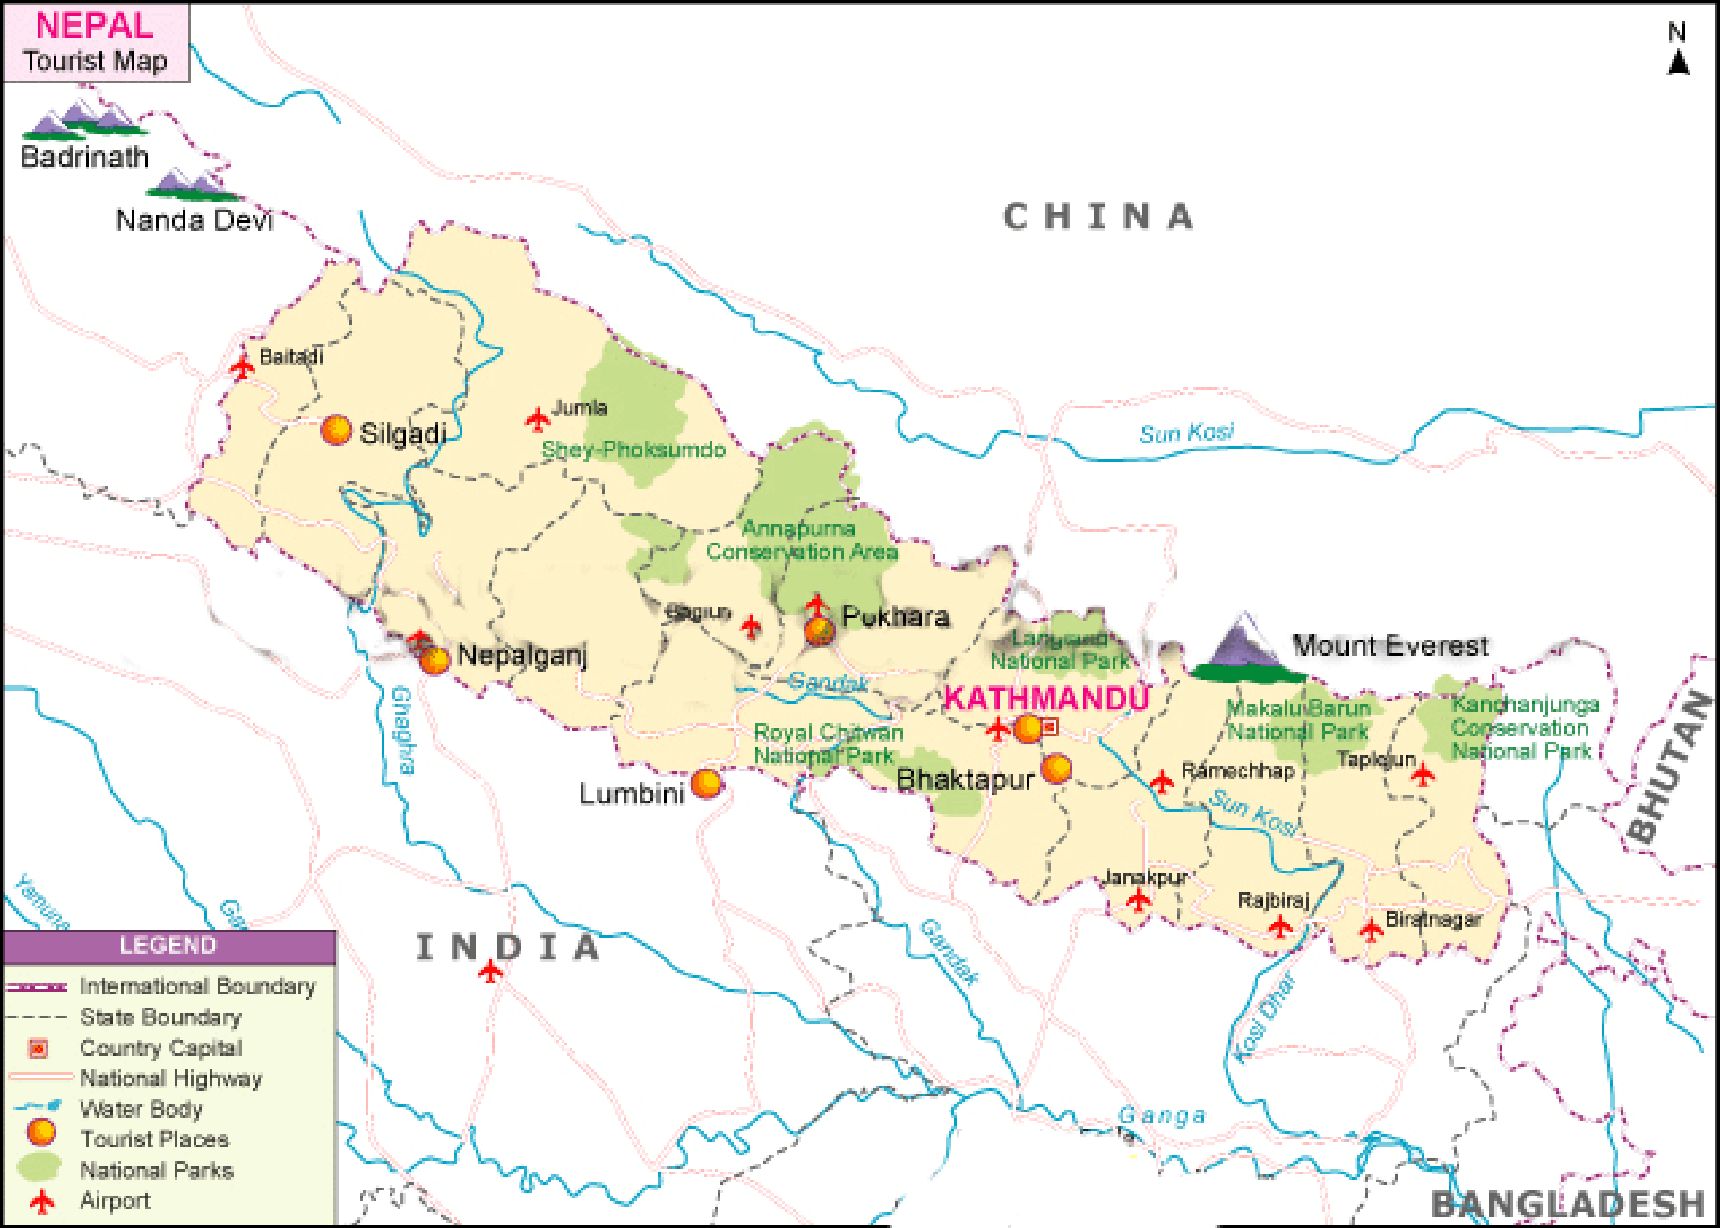 NEPAL
Tourist Map
N
Badrinath
Nanda Devi
CHINA
Baitadi
Silgadi
Jumla
Shey-Phoksumdo
Sun Kosi
Annapurna
Conservation Area
Pokhara
Nepalganj
Langtang
National Park
Mount Everest
Gandak
KATHMANDU
Ghaghra
Royal Chitwan
National Park
Makalu Barun
National Park
Kanchanjunga
Conservation
National Park
BHUTAN
Lumbini
Bhaktapur
Ramechhap
Taplejun
Sun Kosi
Janakpur
Rajbiraj
Biratnagar
Yamuna
INDIA
Gandak
Kosi Dhar
Ganga
BANGLADESH
LEGEND
International Boundary
State Boundary
Country Capital
National Highway
Water Body
Tourist Places
National Parks
Airport